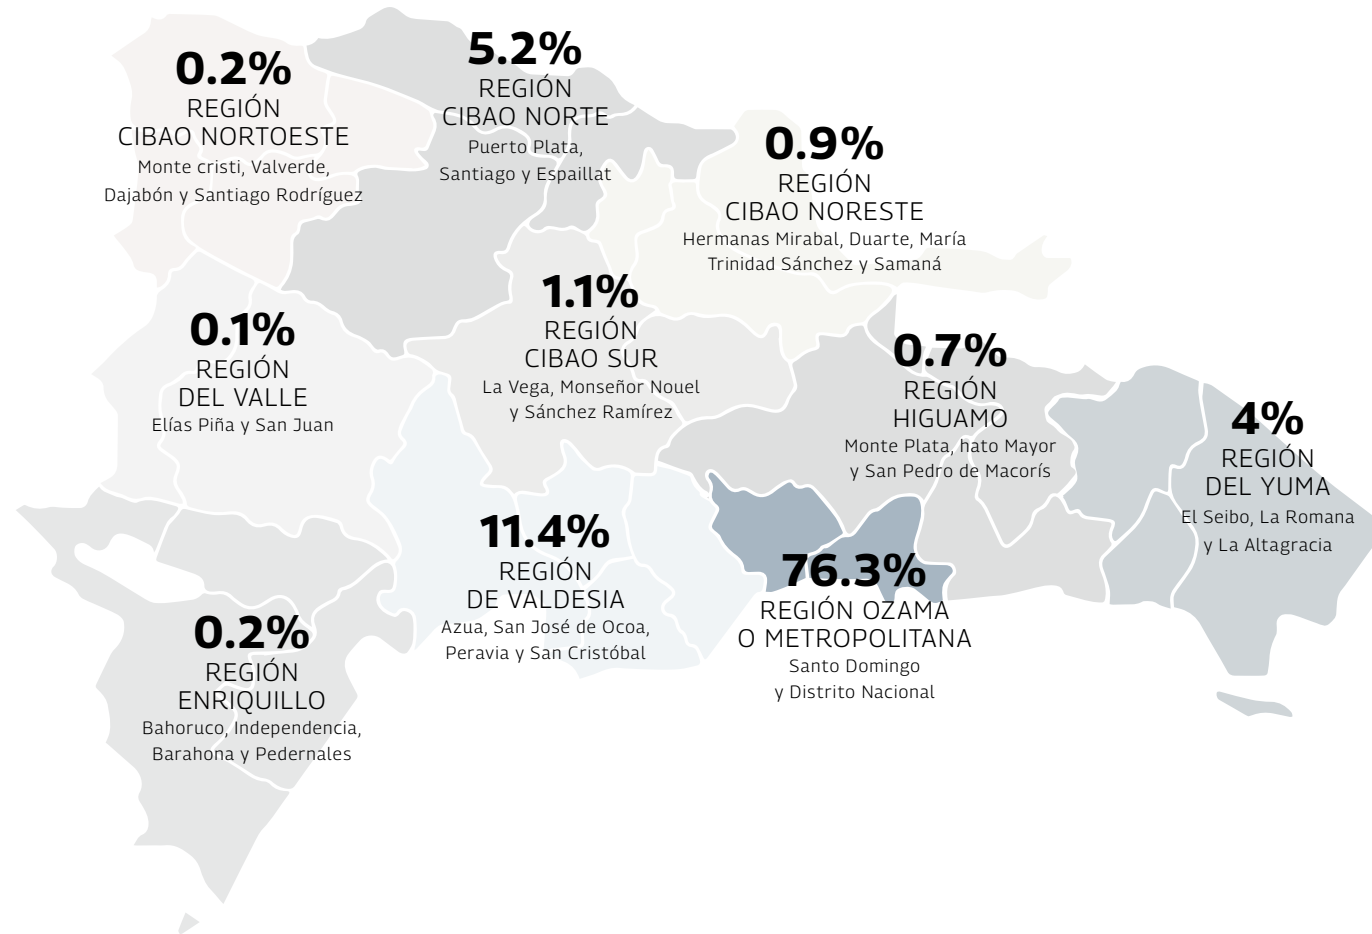 0.2%
REGIÓN
CIBAO NORTOESTE
Monte cristi, Valverde,
Dajabón y Santiago Rodríguez
5.2%
REGIÓN
CIBAO NORTE
Puerto Plata,
Santiago y Espaillat
0.9%
REGIÓN
CIBAO NORESTE
Hermanas Mirabal, Duarte, María
Trinidad Sánchez y Samaná
0.1%
REGIÓN
DEL VALLE
Elías Piña y San Juan
1.1%
REGIÓN
CIBAO SUR
La Vega, Monseñor Nouel
y Sánchez Ramírez
0.7%
REGIÓN
HIGUAMO
Monte Plata, hato Mayor
y San Pedro de Macorís
4%
REGIÓN
DEL YUMA
El Seibo, La Romana
y La Altagracia
11.4%
REGIÓN
DE VALDESIA
Azua, San José de Ocoa,
Peravia y San Cristóbal
76.3%
REGIÓN OZAMA
O METROPOLITANA
Santo Domingo
y Distrito Nacional
0.2%
REGIÓN
ENRIQUILLO
Bahoruco, Independencia,
Barahona y Pedernales